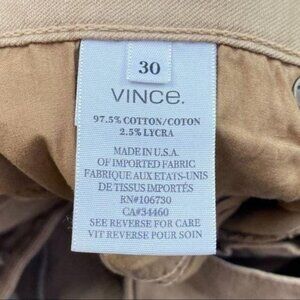 30
VINCE.
97.5% COTTON/COTON
2.5% LYCRA
MADE IN U.S.A.
OF IMPORTED FABRIC
FABRIQUE AUX ETATS-UNIS
DE TISSUS IMPORTÉS
RN#106730
CA#34460
SEE REVERSE FOR CARE
VIT REVERSE POUR SOIN